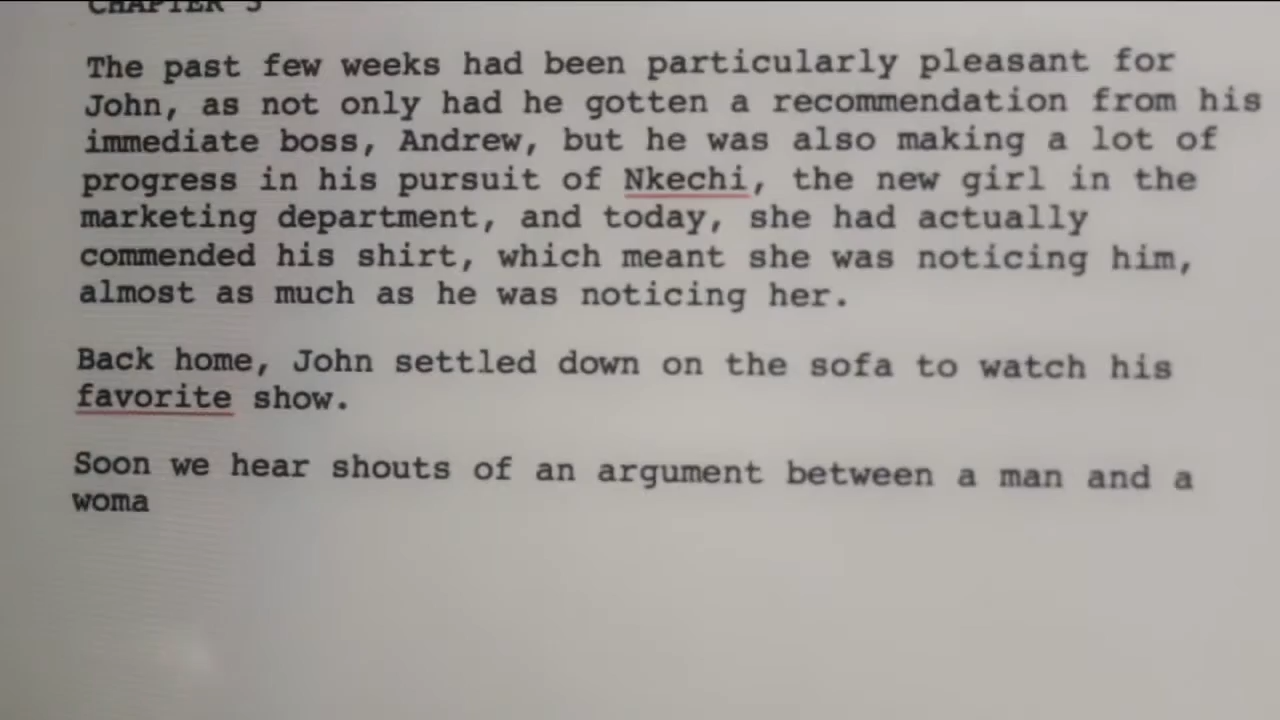 CHAPTER 3
The past few weeks had been particularly pleasant for
John, as not only had he gotten a recommendation from his
immediate boss, Andrew, but he was also making a lot of
progress in his pursuit of Nkechi, the new girl in the
marketing department, and today, she had actually
commended his shirt, which meant she was noticing him,
almost as much as he was noticing her.
Back home, John settled down on the sofa to watch his
favorite show.
Soon we hear shouts of an argument between a man and a
woma